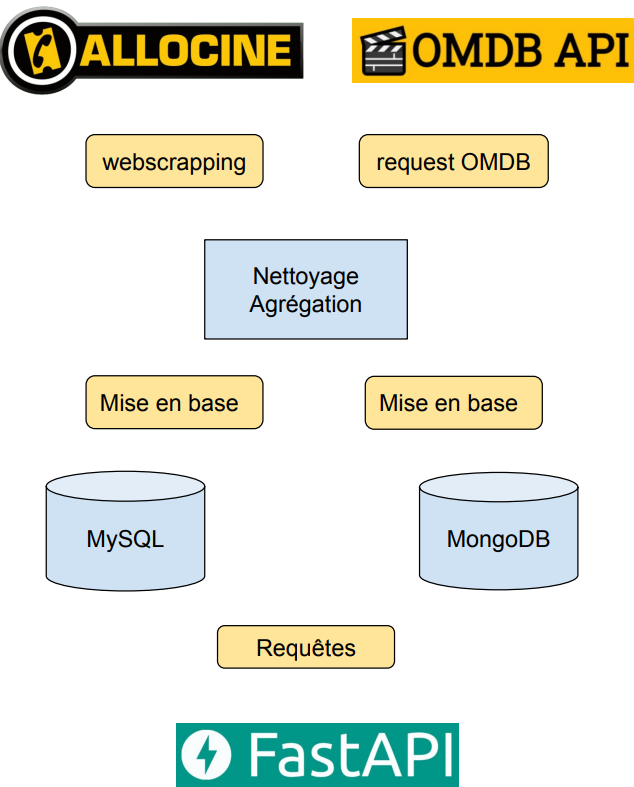 ALLOCINE
OMDB API
webscrapping
request OMDB
Nettoyage
Agrégation
Mise en base
Mise en base
MySQL
MongoDB
Requêtes
FastAPI